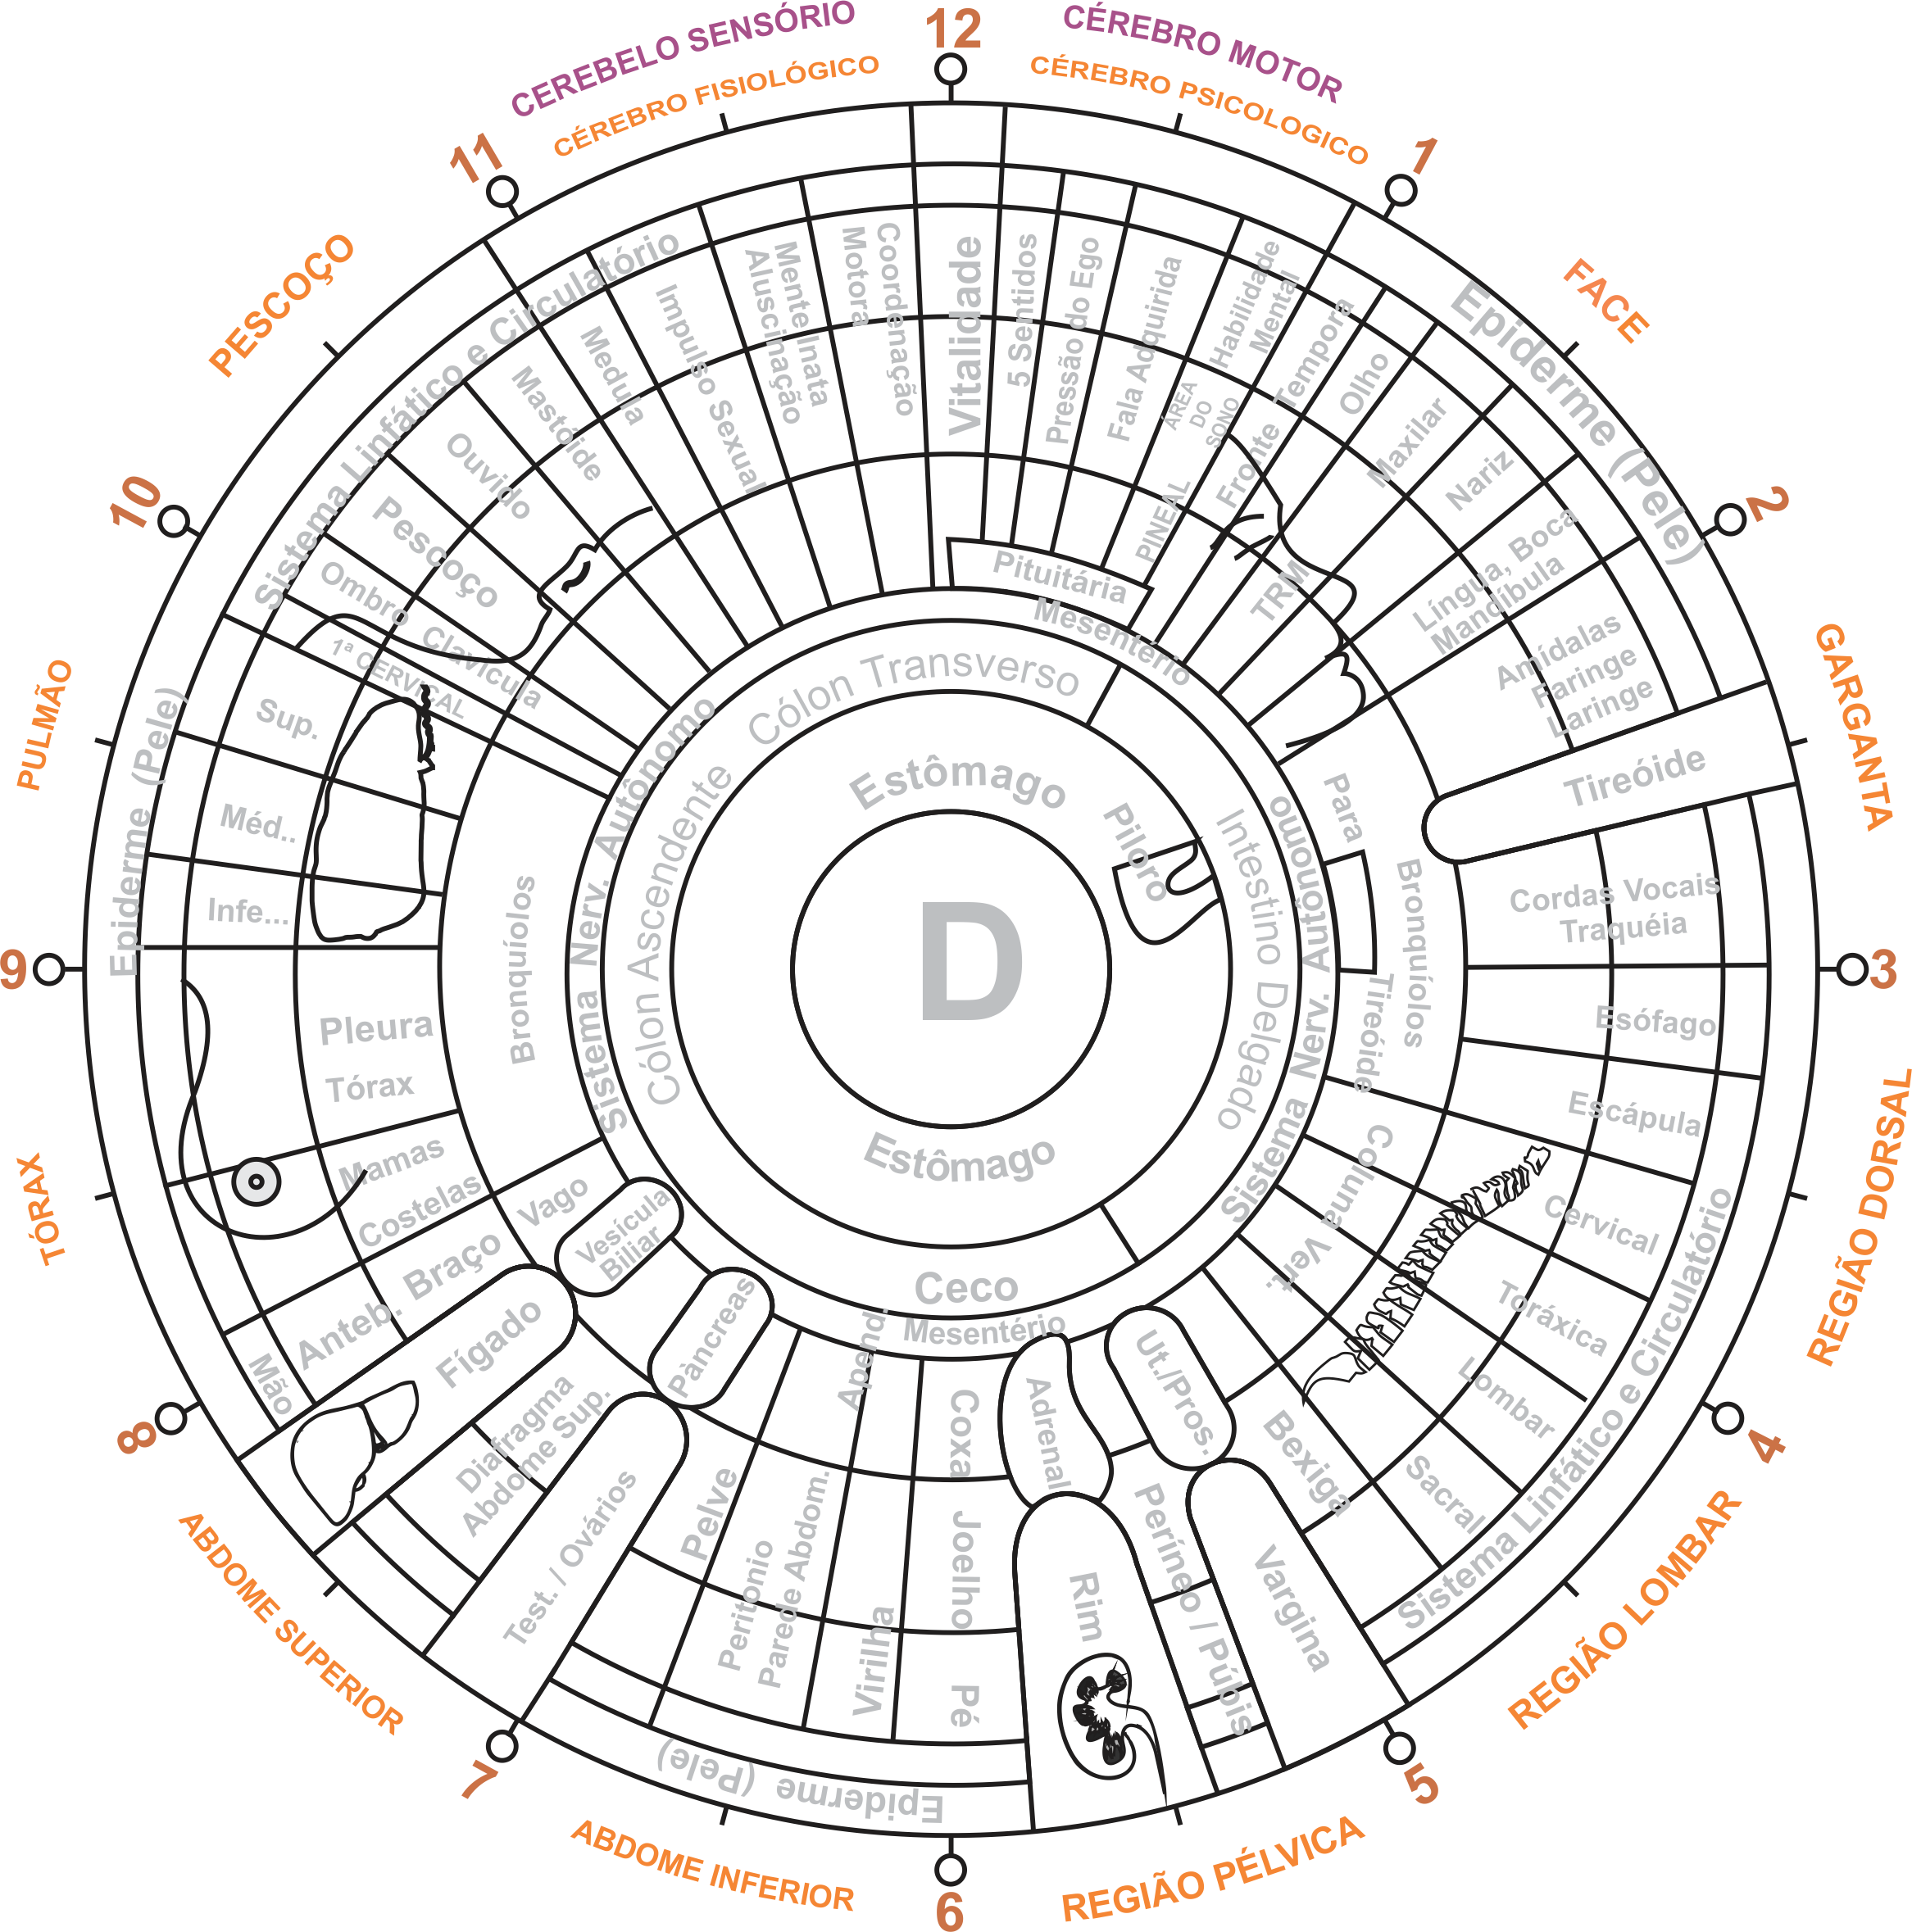 12
CEREBELO SENSÓRIO
CÉREBRO FISIOLÓGICO
CÉREBRO MOTOR
CÉREBRO PSICOLOGICO
1
FACE
2
GARGANTA
3
REGIÃO DORSAL
4
REGIÃO LOMBAR
5
REGIÃO PÉLVICA
6
ABDOME INFERIOR
7
ABDOME SUPERIOR
8
TÓRAX
9
PULMÃO
10
PESCOÇO
11
Vitalidade
5 Sentidos
Pressão do Ego
Fala Adquirida
ÁREA
DO
SONO
Habilidade
Mental
PINEAL
Pituitária
Mesentério
Fronte Tempora
Olho
Maxilar
Nariz
TRM
Língua, Boca
Mandíbula
Amídalas
Faringe
Laringe
Epiderme (Pele)
Tireóide
Para
Tireóide
Bronquíolos
Cordas Vocais
Traquéia
Esófago
Escápula
Cervical
Toráxica
Lombar
Sacral
Coluna Vert.
Sistema Linfático e Circulatório
Sistema Nerv. Autônomo
Bexiga
Vargina
Ut./Pros.
Períneo / Púbis
Adrenal
Rim
Coxa
Joelho
Pé
Virilha
Apend.
Mesentério
Peritonio
Parede Abdom.
Pelve
Epiderme (Pele)
Test. / Ovários
Pàncreas
Diafragma
Abdome Sup.
Fígado
Vesícula
Biliar
Vago
Mão
Anteb. Braço
Costelas
Mamas
Tórax
Pleura
Bronquíolos
Infe...
Méd..
Sup.
Epiderme (Pele)
1ª CERVICAL
Ombro Clavícula
Pescoço
Ouvido
Mastóide
Medula
Impulso Sexual
Mente Inata
Aluscinação
Coordenação
Motora
Sistema Linfático e Circulatório
Sistema Nerv. Autônomo
Cólon Transverso
Cólon Ascendente
Intestino Delgado
Ceco
Estômago
Piloro
D
Estômago